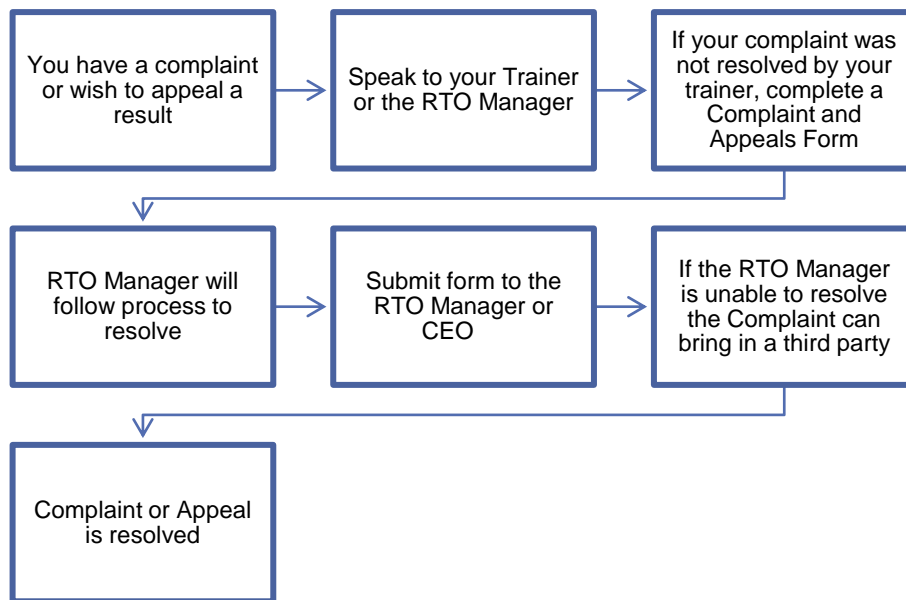 You have a complaint
or wish to appeal a
result
Speak to your Trainer
or the RTO Manager
If your complaint was
not resolved by your
trainer, complete a
Complaint and
Appeals Form
RTO Manager will
follow process to
resolve
Submit form to the
RTO Manager or
CEO
If the RTO Manager
is unable to resolve
the Complaint can
bring in a third party
Complaint or Appeal
is resolved